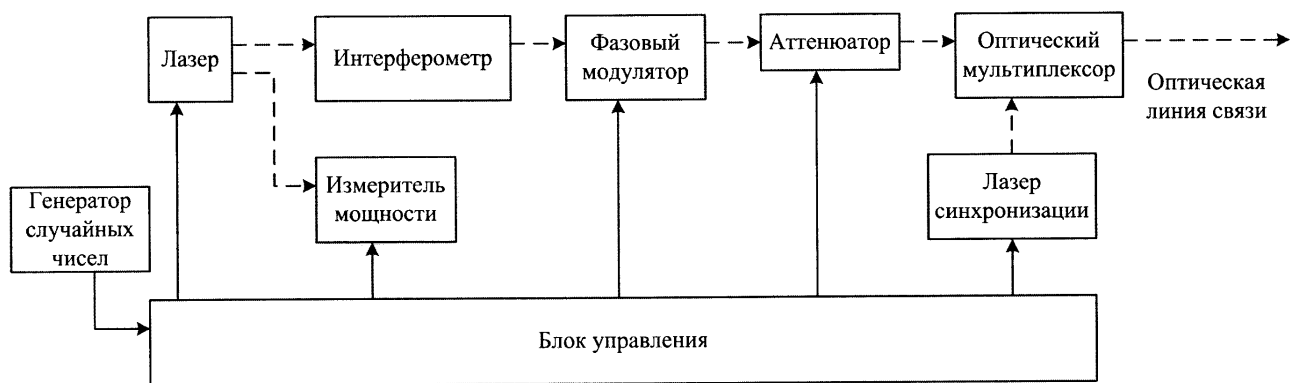 Лазер
Интерферометр
Фазовый
модулятор
Аттенюатор
Оптический
мультиплексор
Оптическая
линия связи
Измеритель
мощности
Лазер
синхронизации
Генератор
случайных
чисел
Блок управления